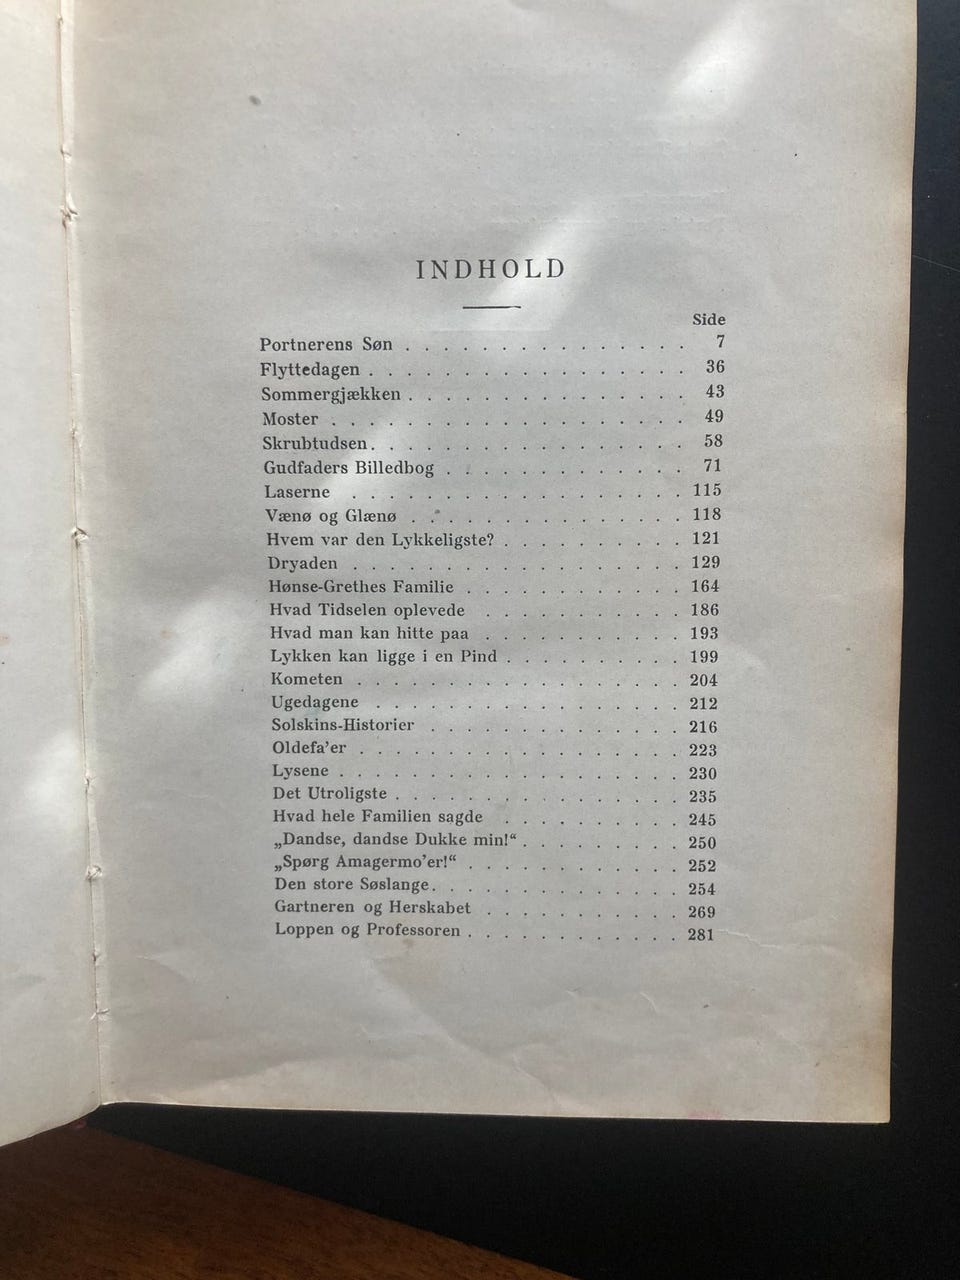 INDHOLD
Side
Portnerens Søn . . . . . . . . . . . . . . . 7
Flyttedagen . . . . . . . . . . . . . . . . . 36
Sommergjækken . . . . . . . . . . . . . . . 43
Moster . . . . . . . . . . . . . . . . . . . 49
Skrubtudsen . . . . . . . . . . . . . . . . . 58
Gudfaders Billedbog . . . . . . . . . . . . . 71
Laserne . . . . . . . . . . . . . . . . . . 115
Vænø og Glænø . . . . . . . . . . . . . . . 118
Hvem var den Lykkeligste? . . . . . . . . . . 121
Dryaden . . . . . . . . . . . . . . . . . . 129
Hønse-Grethes Familie . . . . . . . . . . . . 164
Hvad Tidselen oplevede . . . . . . . . . . . 186
Hvad man kan hitte paa . . . . . . . . . . . 193
Lykken kan ligge i en Pind . . . . . . . . . . 199
Kometen . . . . . . . . . . . . . . . . . . 204
Ugedagene . . . . . . . . . . . . . . . . . 212
Solskins-Historier . . . . . . . . . . . . . . 216
Oldefa'er . . . . . . . . . . . . . . . . . . 223
Lysene . . . . . . . . . . . . . . . . . . . 230
Det Utroligste . . . . . . . . . . . . . . . . 235
Hvad hele Familien sagde . . . . . . . . . . 245
„Dandse, dandse Dukke min!“ . . . . . . . . . 250
„Spørg Amagermo'er!“ . . . . . . . . . . . . 252
Den store Søslange . . . . . . . . . . . . . . 254
Gartneren og Herskabet . . . . . . . . . . . 269
Loppen og Professoren . . . . . . . . . . . . 281